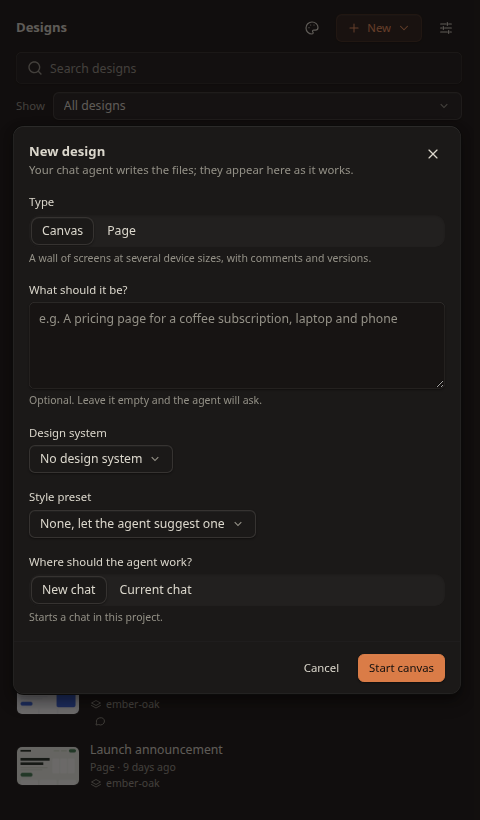 Designs
New
Search designs
Show
All designs
New design
Your chat agent writes the files; they appear here as it works.
Type
Canvas
Page
A wall of screens at several device sizes, with comments and versions.
What should it be?
e.g. A pricing page for a coffee subscription, laptop and phone
Optional. Leave it empty and the agent will ask.
Design system
No design system
Style preset
None, let the agent suggest one
Where should the agent work?
New chat
Current chat
Starts a chat in this project.
Cancel
Start canvas
ember-oak
Launch announcement
Page · 9 days ago
ember-oak